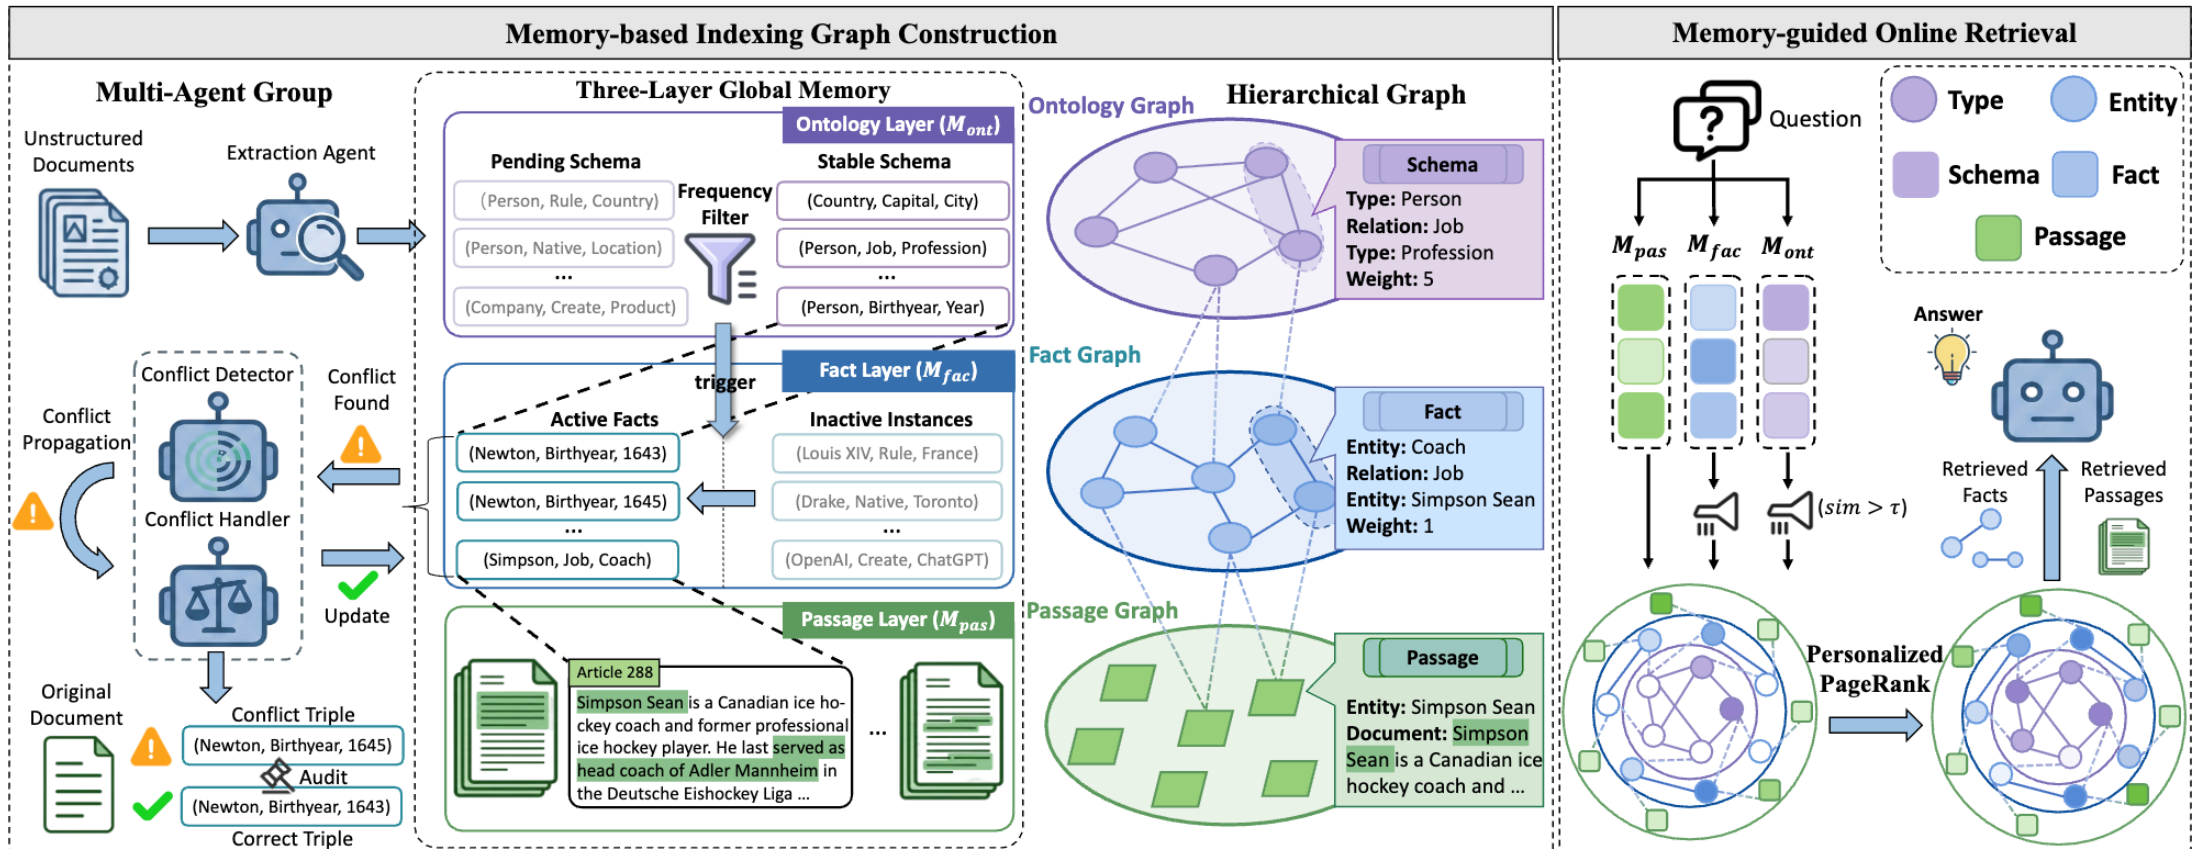 Memory-based Indexing Graph Construction
Memory-guided Online Retrieval
Multi-Agent Group
Unstructured
Documents
Extraction Agent
Conflict Detector
Conflict
Found
Conflict
Propagation
Conflict Handler
Update
Original
Document
Conflict Triple
(Newton, Birthyear, 1645)
Audit
(Newton, Birthyear, 1643)
Correct Triple
Three-Layer Global Memory
Ontology Layer (M_ont)
Pending Schema
Stable Schema
(Person, Rule, Country)
(Person, Native, Location)
...
(Company, Create, Product)
Frequency
Filter
(Country, Capital, City)
(Person, Job, Profession)
...
(Person, Birthyear, Year)
trigger
Fact Layer (M_fac)
Active Facts
Inactive Instances
(Newton, Birthyear, 1643)
(Newton, Birthyear, 1645)
...
(Simpson, Job, Coach)
(Louis XIV, Rule, France)
(Drake, Native, Toronto)
...
(OpenAI, Create, ChatGPT)
Passage Layer (M_pas)
Article 288
Simpson Sean is a Canadian ice ho-
ckey coach and former professional
ice hockey player. He last served as
head coach of Adler Mannheim in
the Deutsche Eishockey Liga ...
...
Hierarchical Graph
Ontology Graph
Schema
Type: Person
Relation: Job
Type: Profession
Weight: 5
Fact Graph
Fact
Entity: Coach
Relation: Job
Entity: Simpson Sean
Weight: 1
Passage Graph
Passage
Entity: Simpson Sean
Document: Simpson
Sean is a Canadian ice
hockey coach and ...
?
Question
M_pas
M_fac
M_ont
(sim > τ)
Type
Entity
Schema
Fact
Passage
Answer
Retrieved
Facts
Retrieved
Passages
Personalized
PageRank